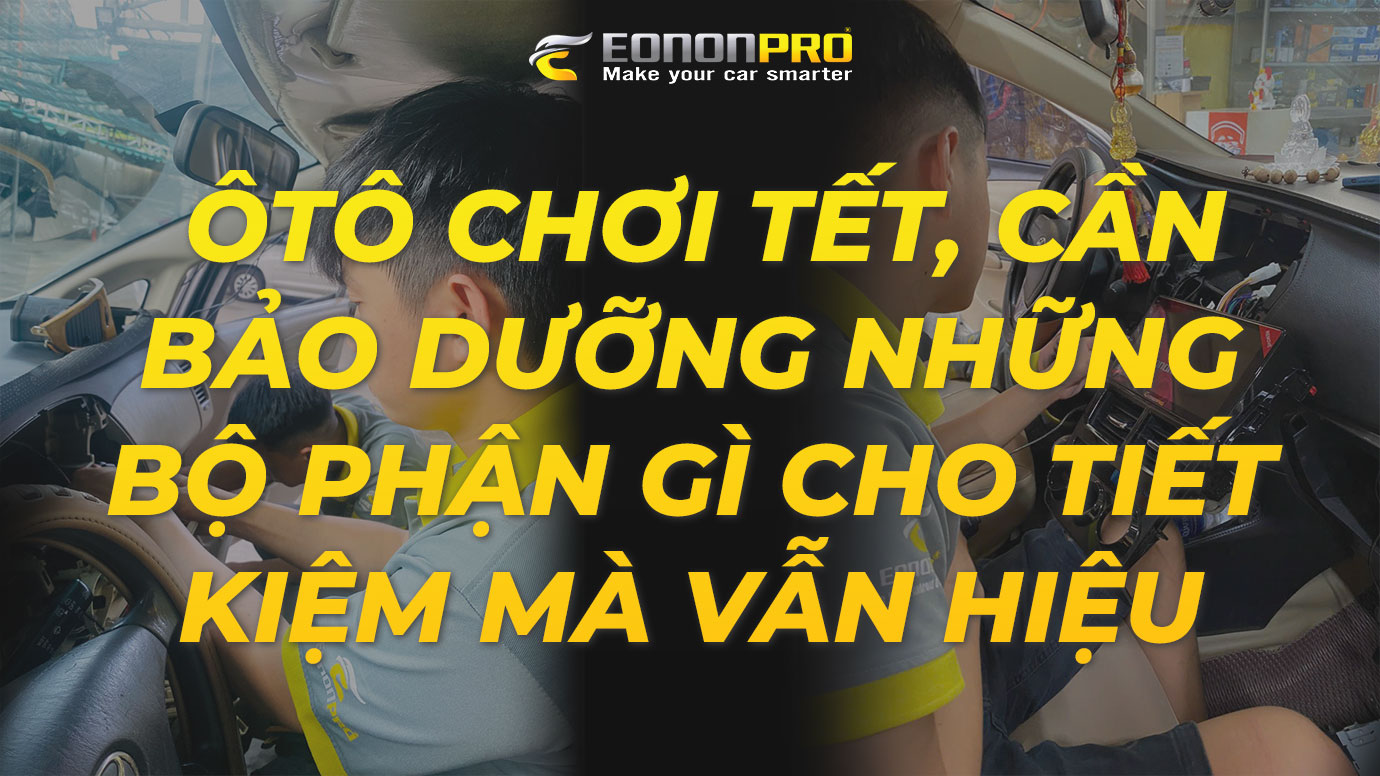 EONONPRO
Make your car smarter
ÔTÔ CHƠI TẾT, CẦN
BẢO DƯỠNG NHỮNG
BỘ PHẬN GÌ CHO TIẾT
KIỆM MÀ VẪN HIỆU